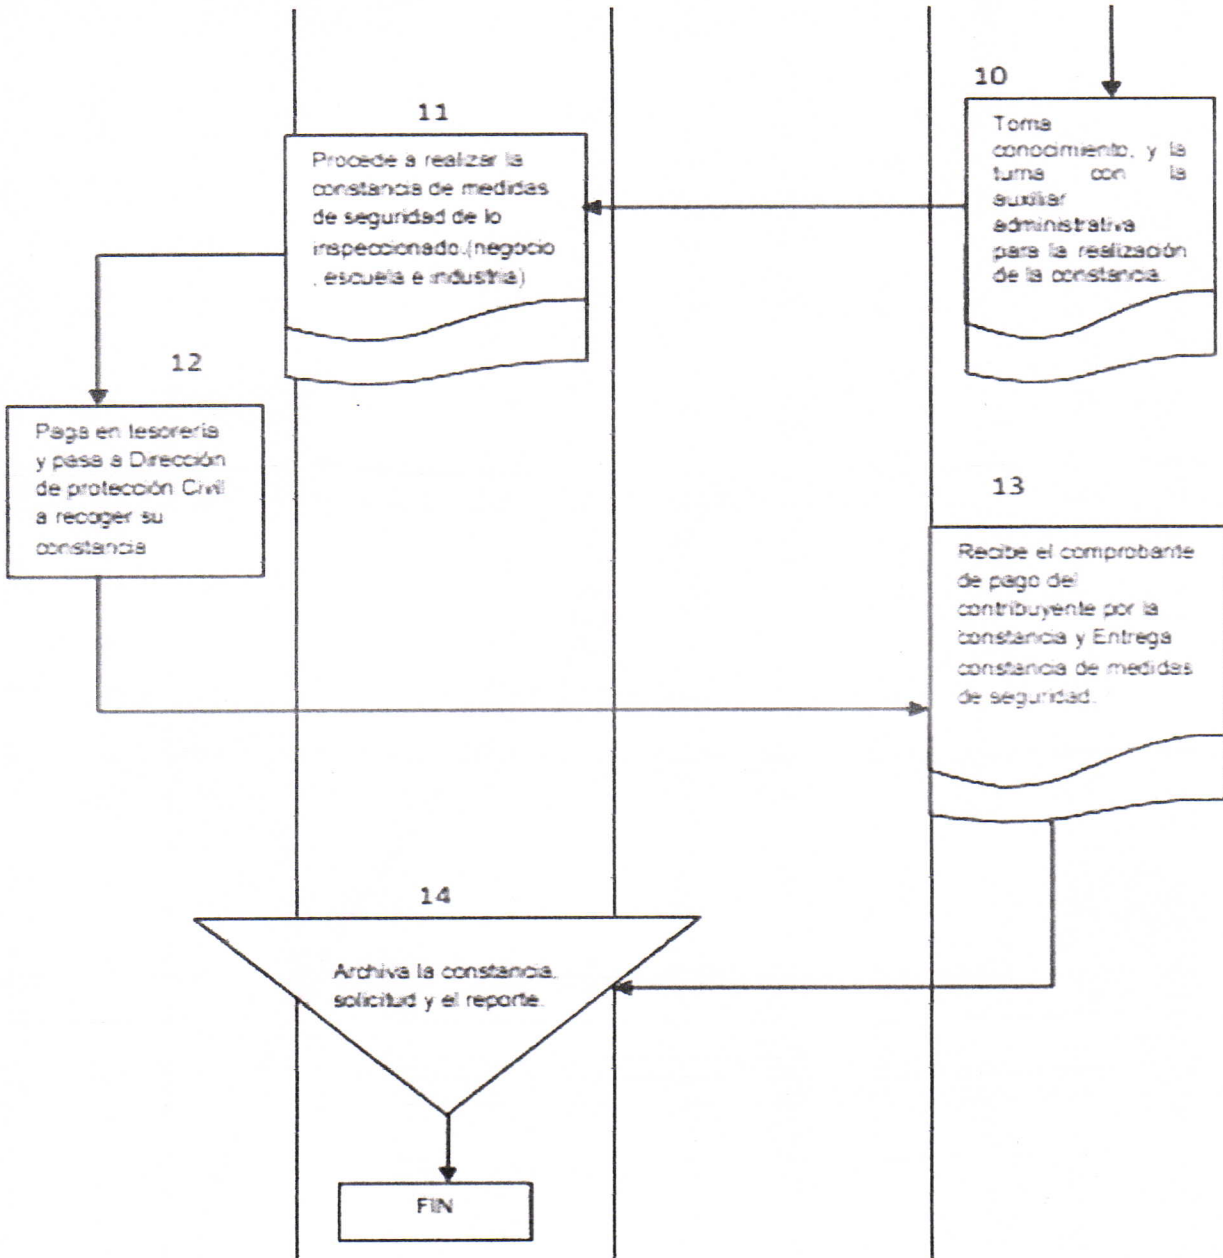 10
Toma
conocimiento, y la
turna con la
auxiliar
administrativa
para la realización
de la constancia.
11
Procede a realizar la
constancia de medidas
de seguridad de lo
inspeccionado.(negocio
, escuela e industria)
12
Paga en tesorería
y pasa a Dirección
de protección Civil
a recoger su
constancia
13
Recibe el comprobante
de pago del
contribuyente por la
constancia y Entrega
constancia de medidas
de seguridad.
14
Archiva la constancia,
solicitud y el reporte.
FIN